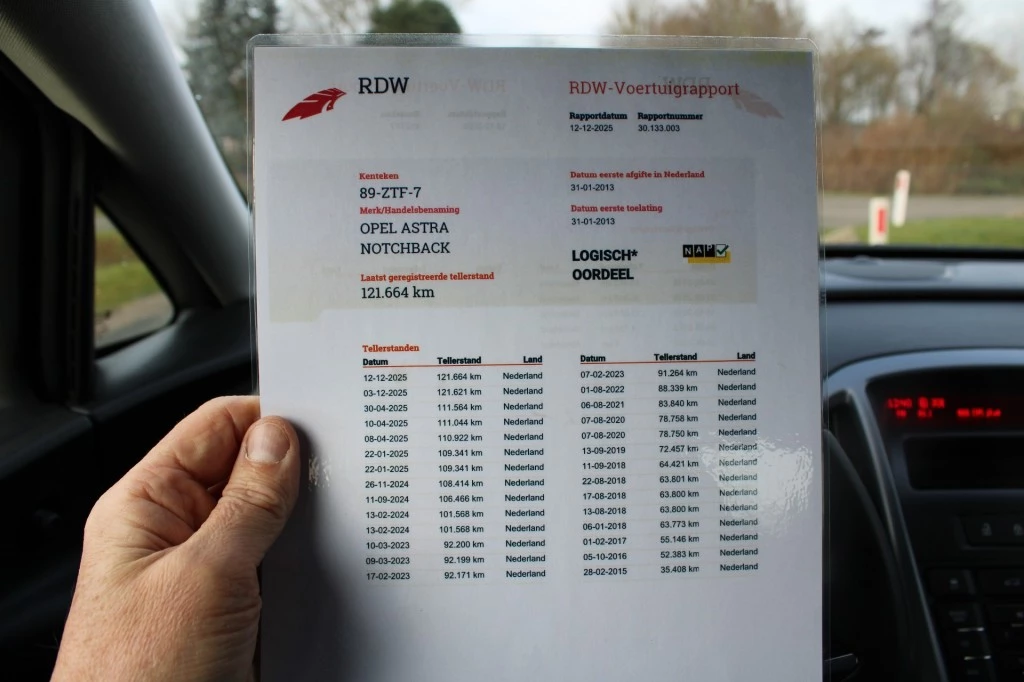 RDW
RDW-Voertuigrapport
Rapportdatum Rapportnummer
12-12-2025 30.133.003
Kenteken
89-ZTF-7
Merk/Handelsbenaming
OPEL ASTRA
NOTCHBACK
Laatst geregistreerde tellerstand
121.664 km
Datum eerste afgifte in Nederland
31-01-2013
Datum eerste toelating
31-01-2013
LOGISCH*
OORDEEL
NAP
Tellerstanden
Datum Tellerstand Land
12-12-2025 121.664 km Nederland
03-12-2025 121.621 km Nederland
30-04-2025 111.564 km Nederland
10-04-2025 111.044 km Nederland
08-04-2025 110.922 km Nederland
22-01-2025 109.341 km Nederland
22-01-2025 109.341 km Nederland
26-11-2024 108.414 km Nederland
11-09-2024 106.466 km Nederland
13-02-2024 101.568 km Nederland
13-02-2024 101.568 km Nederland
10-03-2023 92.200 km Nederland
09-03-2023 92.199 km Nederland
17-02-2023 92.171 km Nederland
Datum Tellerstand Land
07-02-2023 91.264 km Nederland
01-08-2022 88.339 km Nederland
06-08-2021 83.840 km Nederland
07-08-2020 78.758 km Nederland
07-08-2020 78.750 km Nederland
13-09-2019 72.457 km Nederland
11-09-2018 64.421 km Nederland
22-08-2018 63.801 km Nederland
17-08-2018 63.800 km Nederland
13-08-2018 63.800 km Nederland
06-01-2018 63.773 km Nederland
01-02-2017 55.146 km Nederland
05-10-2016 52.383 km Nederland
28-02-2015 35.408 km Nederland